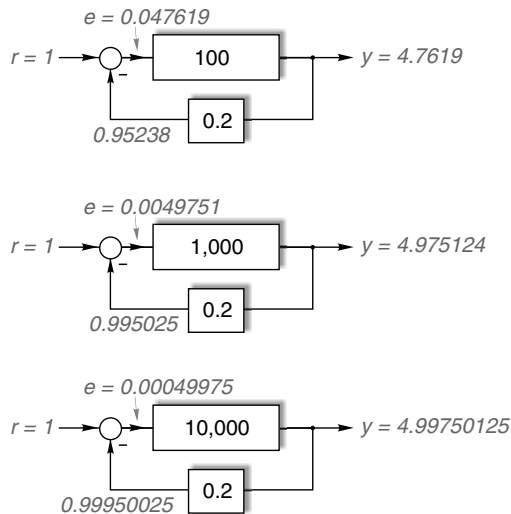 e = 0.047619
r = 1
-
100
y = 4.7619
0.2
0.95238
e = 0.0049751
r = 1
-
1,000
y = 4.975124
0.2
0.995025
e = 0.00049975
r = 1
-
10,000
y = 4.99750125
0.2
0.99950025